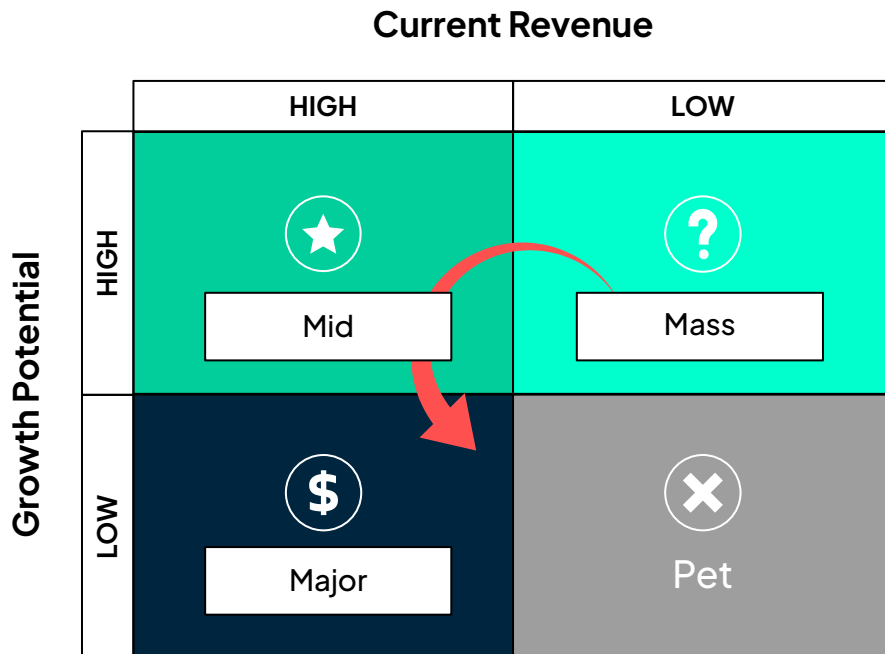 Current Revenue
HIGH
LOW
Growth Potential
HIGH
Mid
Mass
LOW
$
Major
Pet